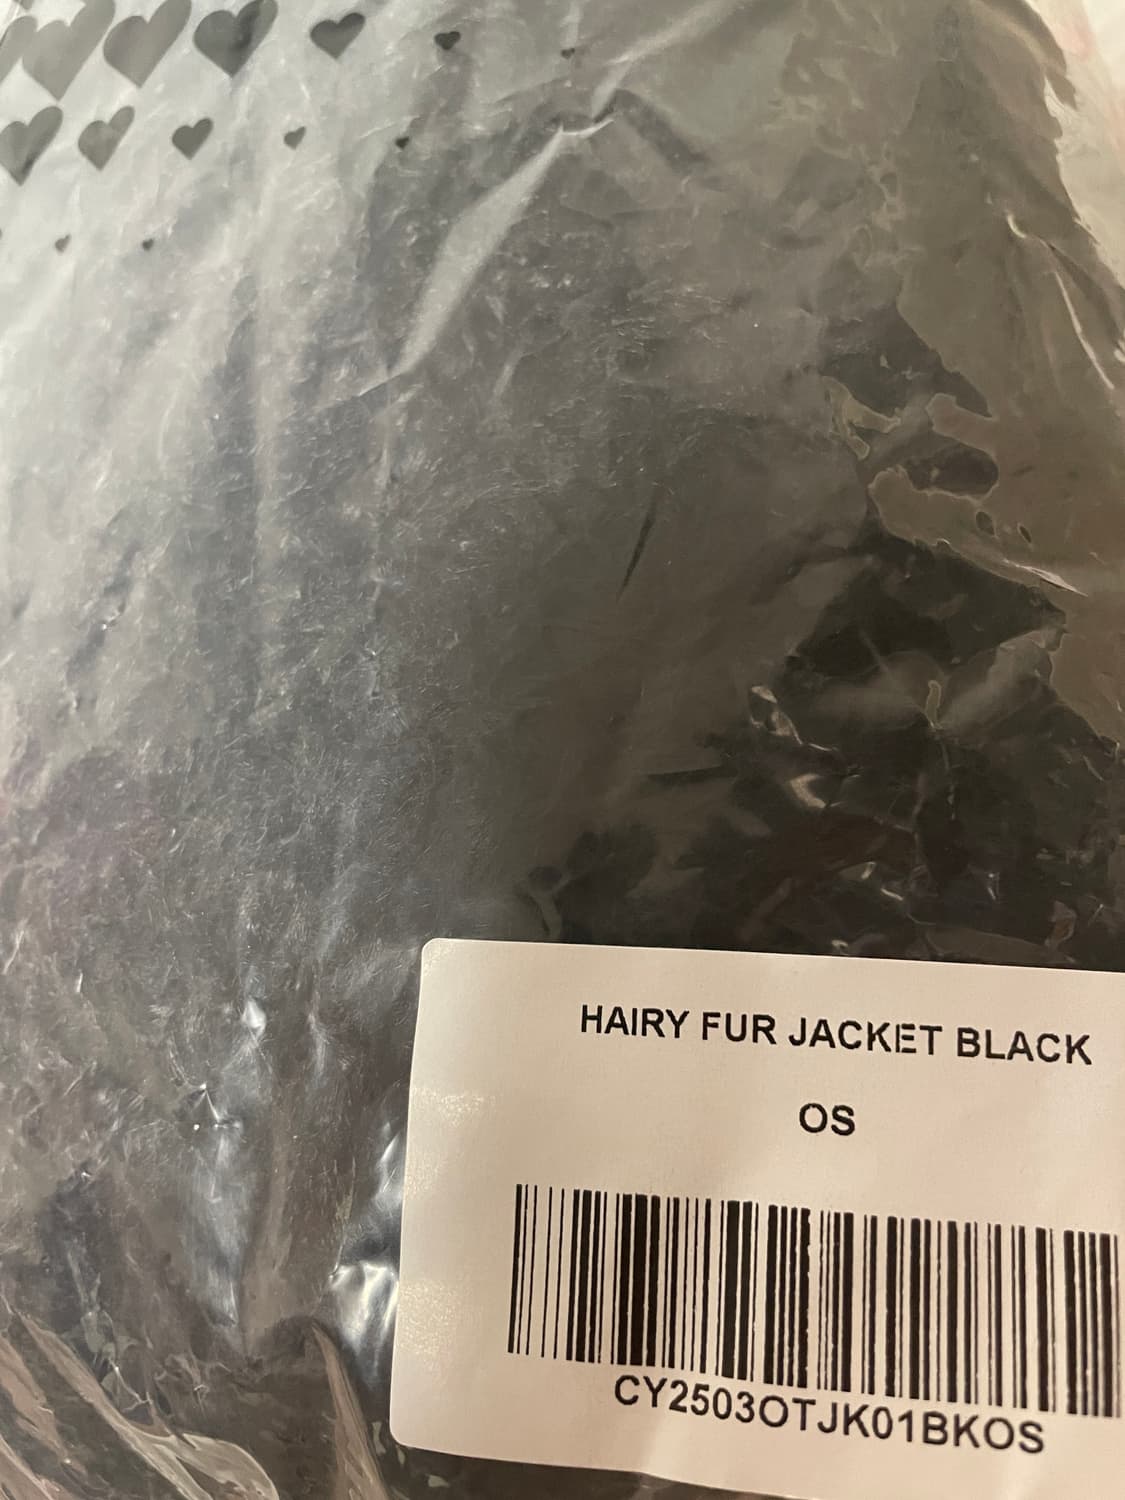 HAIRY FUR JACKET BLACK
OS
CY2503OTJK01BKOS